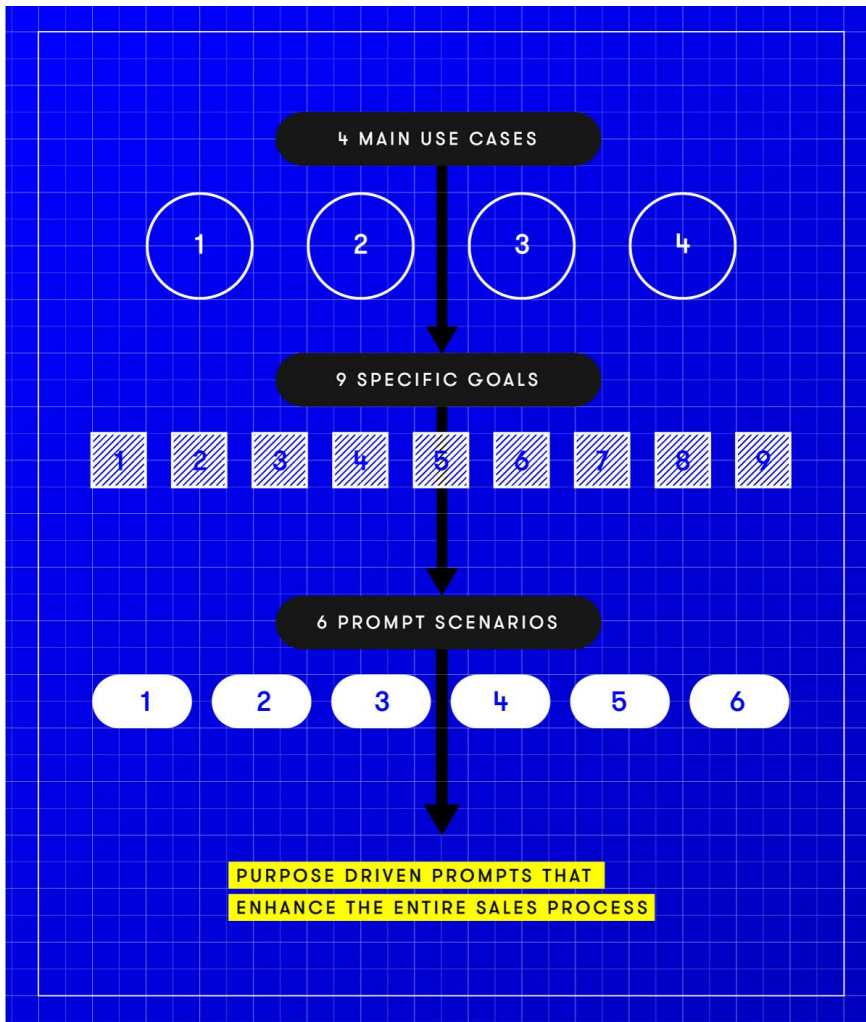 4 MAIN USE CASES
1 2 3 4
9 SPECIFIC GOALS
1 2 3 4 5 6 7 8 9
6 PROMPT SCENARIOS
1 2 3 4 5 6
PURPOSE DRIVEN PROMPTS THAT
ENHANCE THE ENTIRE SALES PROCESS